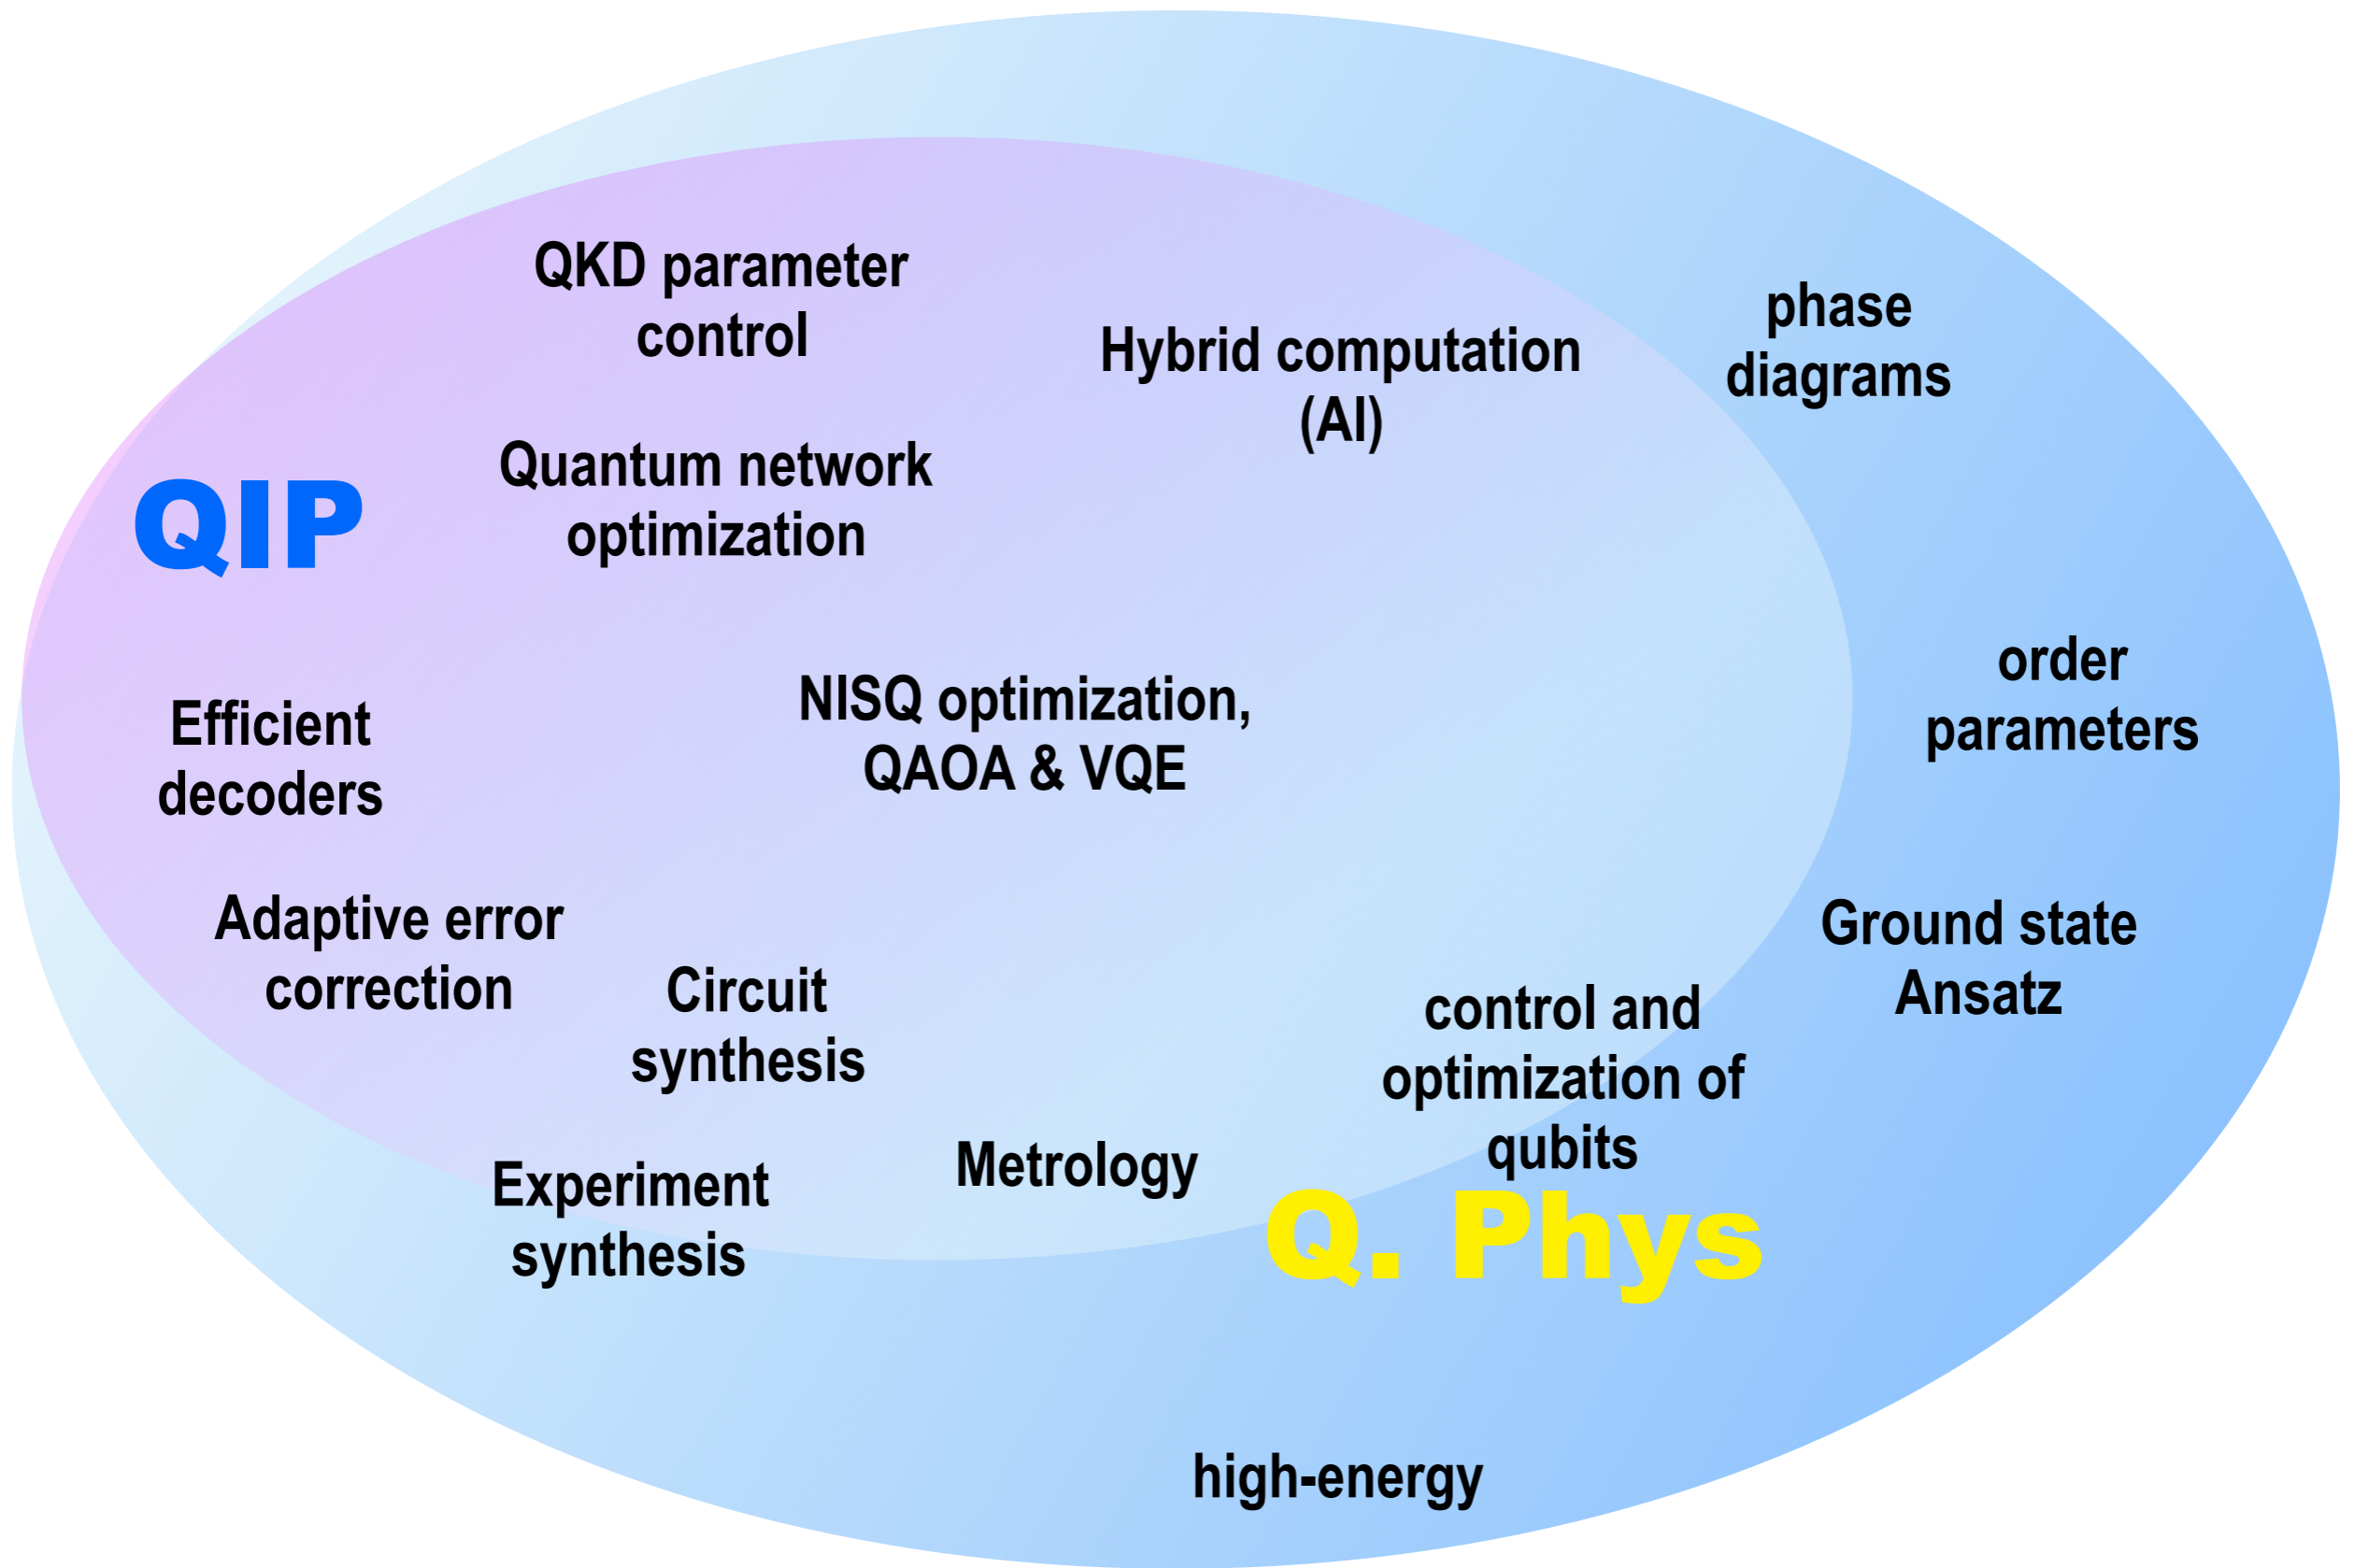 QKD parameter
control
Hybrid computation
(AI)
phase
diagrams
Quantum network
optimization
QIP
order
parameters
NISQ optimization,
QAOA & VQE
Efficient
decoders
Adaptive error
correction
Ground state
Ansatz
Circuit
synthesis
control and
optimization of
qubits
Metrology
Experiment
synthesis
Q. Phys
high-energy